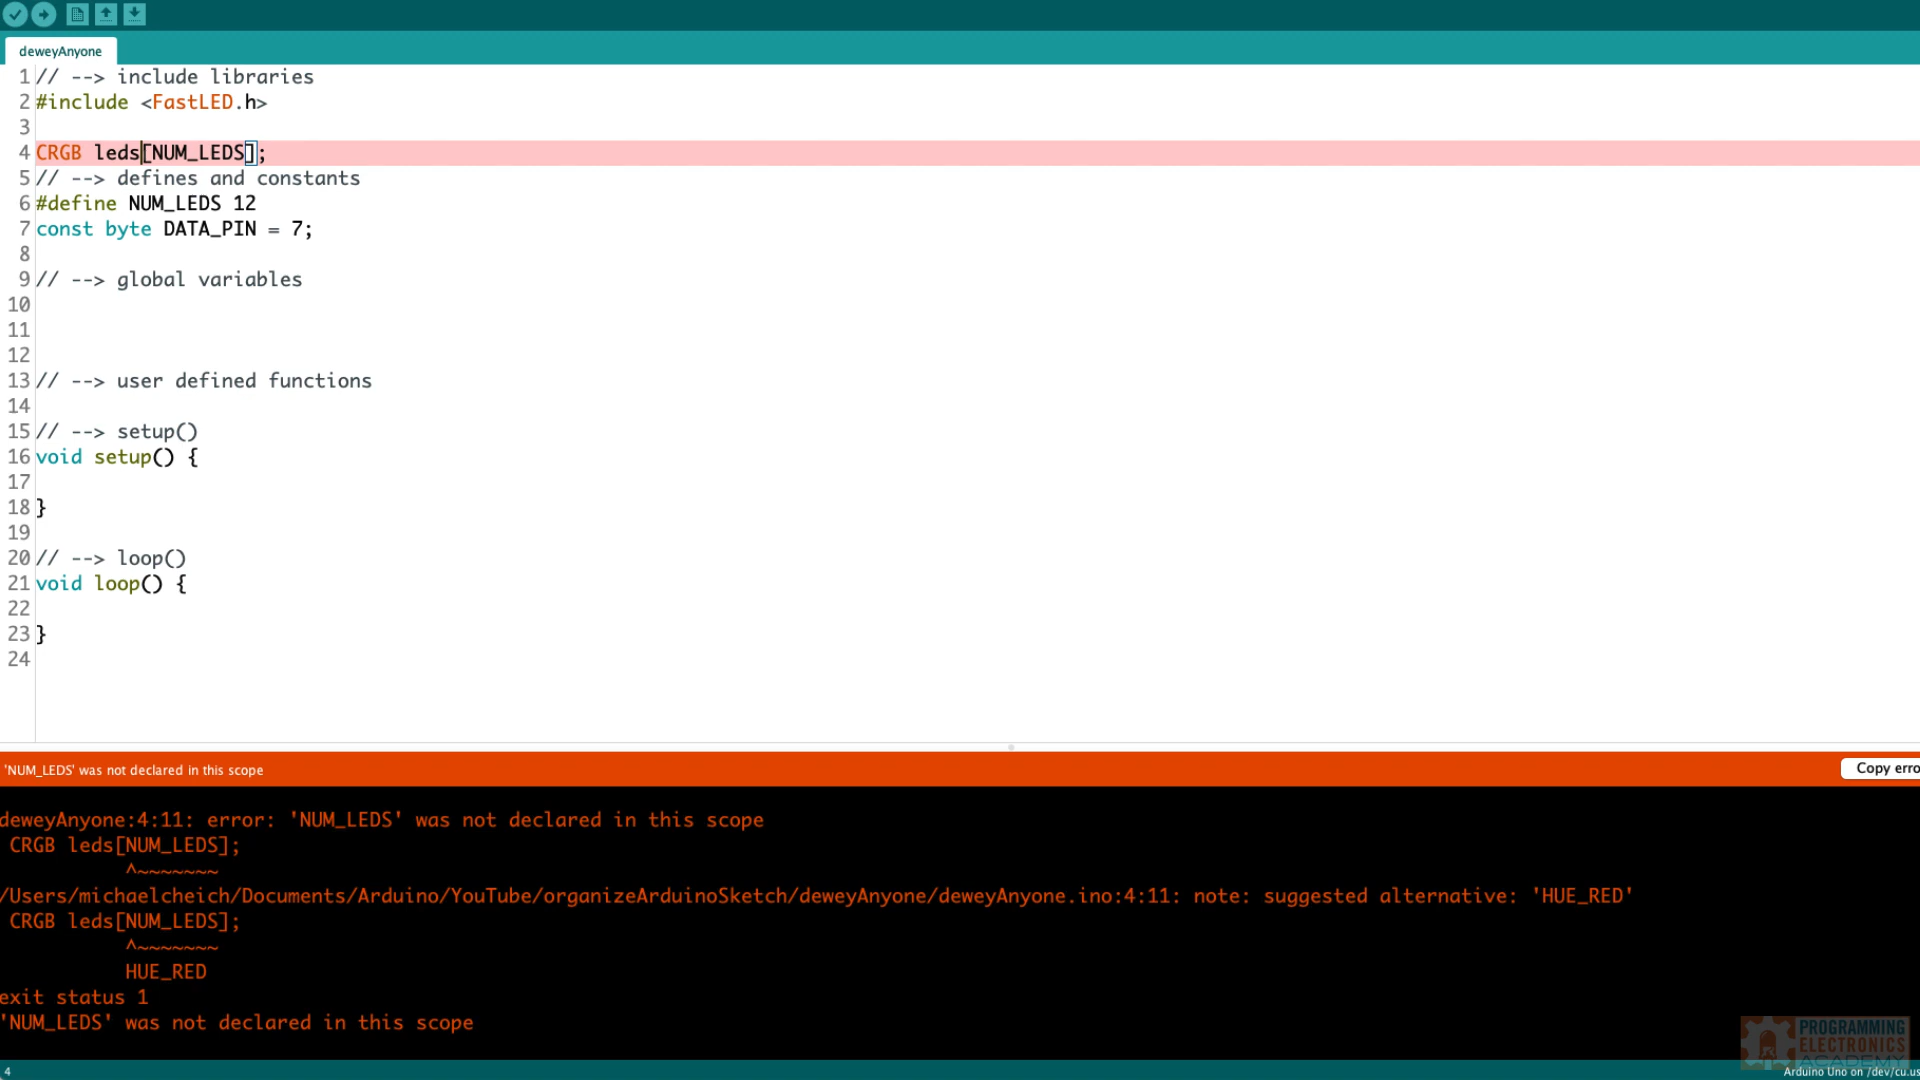 deweyAnyone
1 // --> include libraries
2 #include <FastLED.h>
3
4 CRGB leds[NUM_LEDS];
5 // --> defines and constants
6 #define NUM_LEDS 12
7 const byte DATA_PIN = 7;
8
9 // --> global variables
10
11
12
13 // --> user defined functions
14
15 // --> setup()
16 void setup() {
17
18 }
19
20 // --> loop()
21 void loop() {
22
23 }
24
'NUM_LEDS' was not declared in this scope
Copy erro
deweyAnyone:4:11: error: 'NUM_LEDS' was not declared in this scope
CRGB leds[NUM_LEDS];
^~~~~~~~
/Users/michaelcheich/Documents/Arduino/YouTube/organizeArduinoSketch/deweyAnyone/deweyAnyone.ino:4:11: note: suggested alternative: 'HUE_RED'
CRGB leds[NUM_LEDS];
^~~~~~~~
HUE_RED
exit status 1
'NUM_LEDS' was not declared in this scope
PROGRAMMING
ELECTRONICS
ACADEMY
4
Arduino Uno on /dev/cu.us